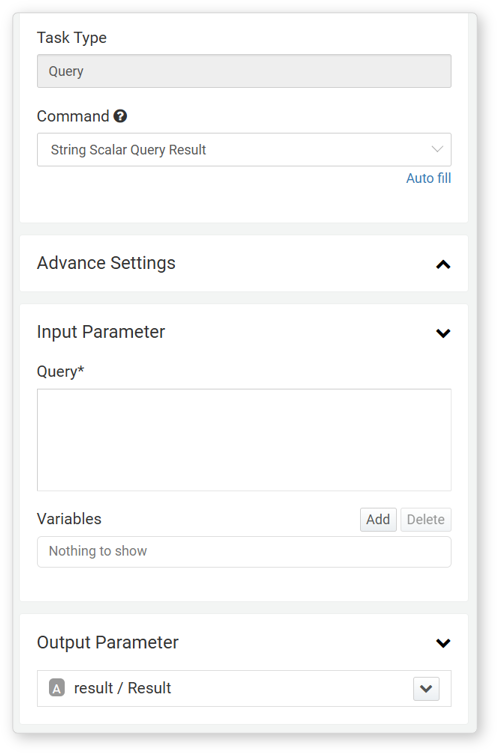 Task Type
Query
Command ?
String Scalar Query Result
Auto fill
Advance Settings
Input Parameter
Query*
Variables Add Delete
Nothing to show
Output Parameter
A result / Result